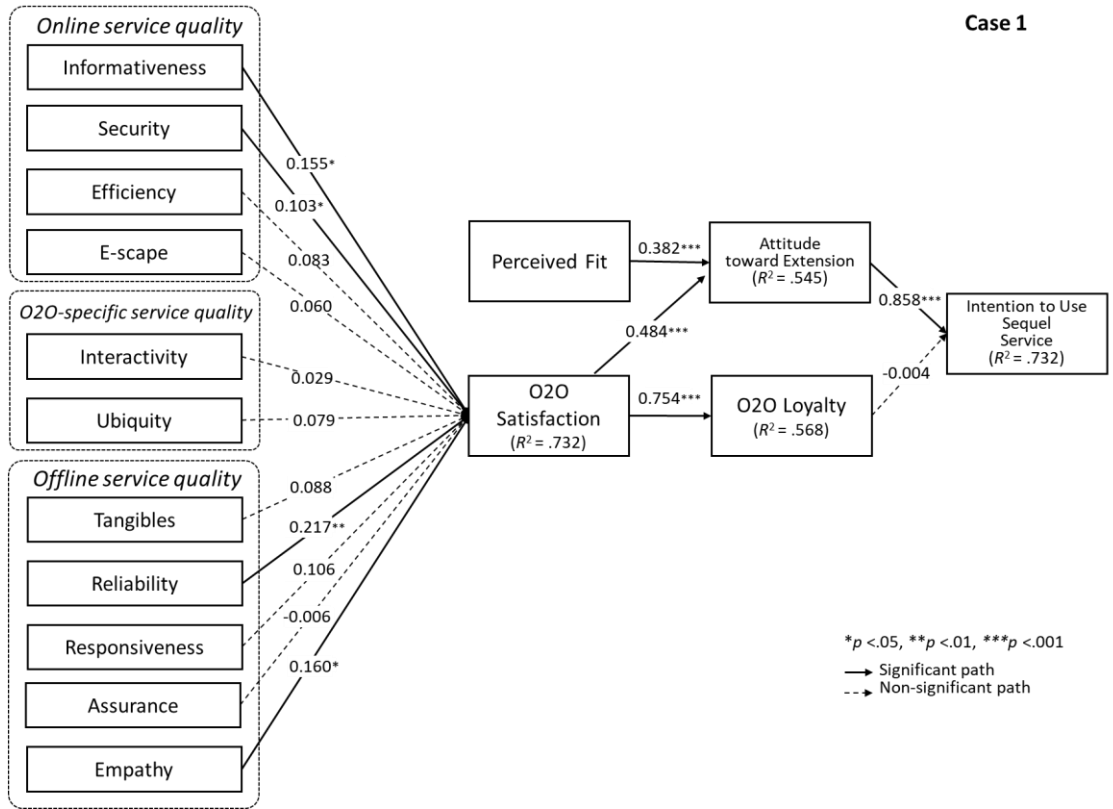 Case 1
Online service quality
Informativeness
Security
Efficiency
E-scape
O2O-specific service quality
Interactivity
Ubiquity
Offline service quality
Tangibles
Reliability
Responsiveness
Assurance
Empathy
0.155*
0.103*
0.083
0.060
0.029
0.079
0.088
0.217**
0.106
-0.006
0.160*
Perceived Fit
0.382***
Attitude
toward Extension
(R² = .545)
0.484***
0.858***
O2O
Satisfaction
(R² = .732)
0.754***
O2O Loyalty
(R² = .568)
-0.004
Intention to Use
Sequel
Service
(R² = .732)
*p <.05, **p <.01, ***p <.001
Significant path
Non-significant path